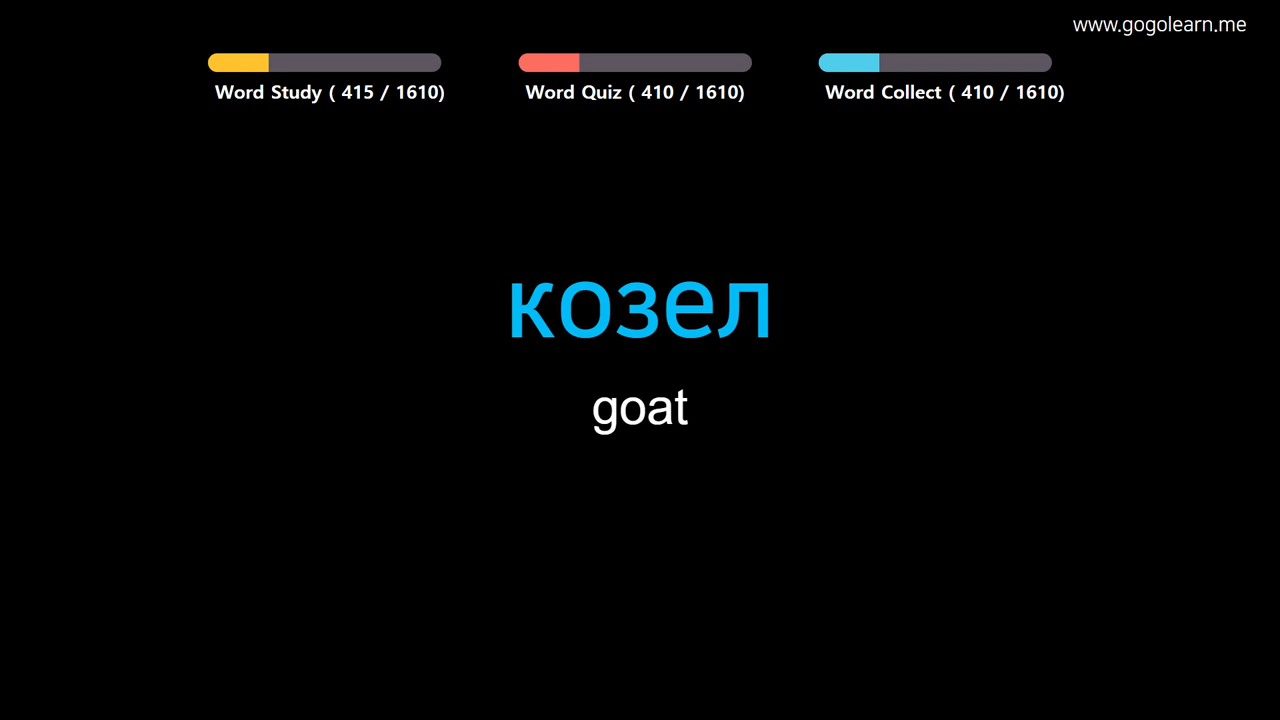 www.gogolearn.me
Word Study ( 415 / 1610)
Word Quiz ( 410 / 1610)
Word Collect ( 410 / 1610)
козел
goat